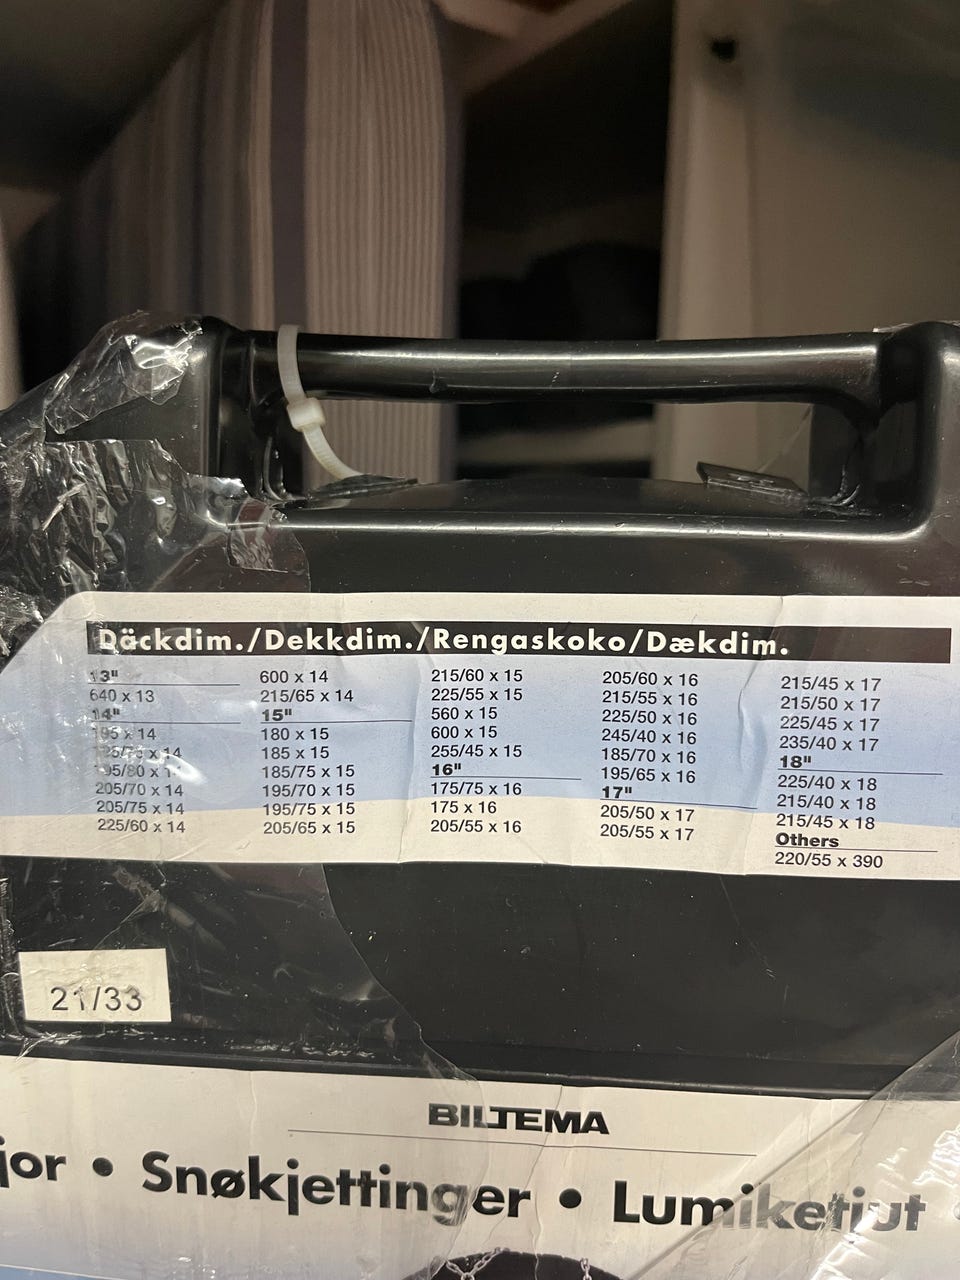 Däckdim./Dekkdim./Rengaskoko/Dækdim.
13"
640 x 13
14"
195 x 14
x 14
205/70 x 14
205/75 x 14
225/60 x 14
600 x 14
215/65 x 14
15"
180 x 15
185 x 15
185/75 x 15
195/70 x 15
195/75 x 15
205/65 x 15
215/60 x 15
225/55 x 15
560 x 15
600 x 15
255/45 x 15
16"
175/75 x 16
175 x 16
205/55 x 16
205/60 x 16
215/55 x 16
225/50 x 16
245/40 x 16
185/70 x 16
195/65 x 16
17"
205/50 x 17
205/55 x 17
215/45 x 17
215/50 x 17
225/45 x 17
235/40 x 17
18"
225/40 x 18
215/40 x 18
215/45 x 18
Others
220/55 x 390
21/33
BILTEMA
jor • Snøkjettinger • Lumiketjut